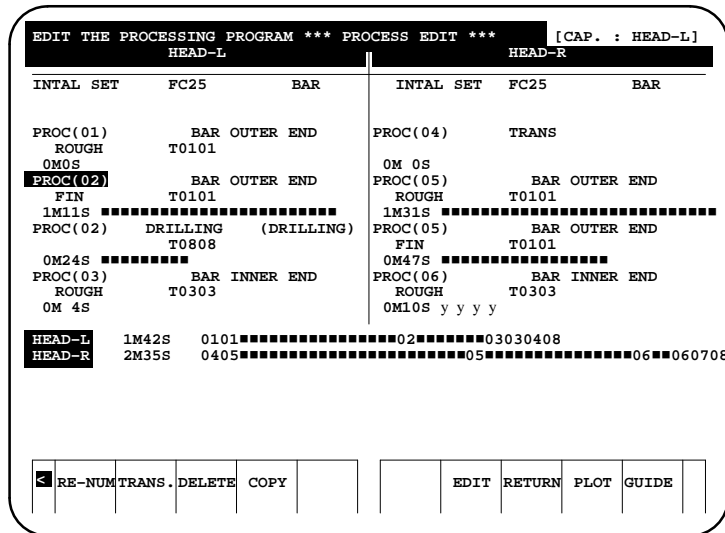 EDIT THE PROCESSING PROGRAM *** PROCESS EDIT *** [CAP. : HEAD-L]
HEAD-L HEAD-R
INTAL SET FC25 BAR INTAL SET FC25 BAR
PROC(01) BAR OUTER END PROC(04) TRANS
ROUGH T0101
0M0S 0M 0S
PROC(02) BAR OUTER END PROC(05) BAR OUTER END
FIN T0101 ROUGH T0101
1M11S ■■■■■■■■■■■■■■■■■■■■■■■■ 1M31S ■■■■■■■■■■■■■■■■■■■■■■■■■■■■
PROC(02) DRILLING (DRILLING) PROC(05) BAR OUTER END
T0808 FIN T0101
0M24S ■■■■■■■■■ 0M47S ■■■■■■■■■■■■■■■■■
PROC(03) BAR INNER END PROC(06) BAR INNER END
ROUGH T0303 ROUGH T0303
0M 4S 0M10S y y y y
HEAD-L 1M42S 0101■■■■■■■■■■■■■■■■02■■■■■■■03030408
HEAD-R 2M35S 0405■■■■■■■■■■■■■■■■■■■■■■■05■■■■■■■■■■■■■■■06■■060708
< RE-NUM TRANS. DELETE COPY EDIT RETURN PLOT GUIDE